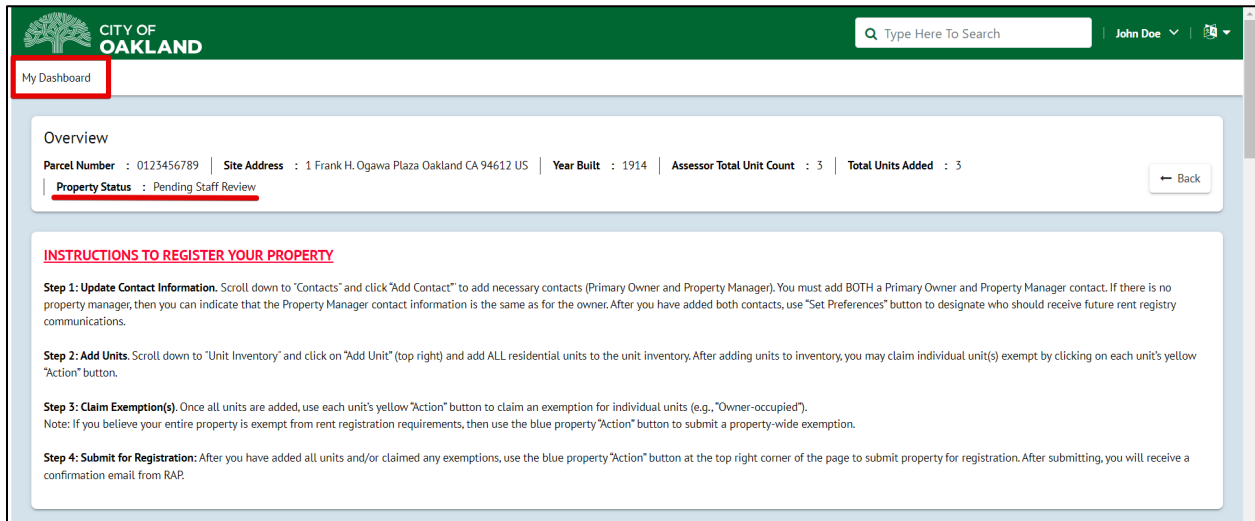 CITY OF
OAKLAND
Type Here To Search
John Doe
My Dashboard
Overview
Parcel Number : 0123456789 Site Address : 1 Frank H. Ogawa Plaza Oakland CA 94612 US Year Built : 1914 Assessor Total Unit Count : 3 Total Units Added : 3
Property Status : Pending Staff Review
← Back
INSTRUCTIONS TO REGISTER YOUR PROPERTY
Step 1: Update Contact Information. Scroll down to "Contacts" and click "Add Contact"' to add necessary contacts (Primary Owner and Property Manager). You must add BOTH a Primary Owner and Property Manager contact. If there is no
property manager, then you can indicate that the Property Manager contact information is the same as for the owner. After you have added both contacts, use "Set Preferences" button to designate who should receive future rent registry
communications.
Step 2: Add Units. Scroll down to "Unit Inventory" and click on "Add Unit" (top right) and add ALL residential units to the unit inventory. After adding units to inventory, you may claim individual unit(s) exempt by clicking on each unit's yellow
"Action" button.
Step 3: Claim Exemption(s). Once all units are added, use each unit's yellow "Action" button to claim an exemption for individual units (e.g., "Owner-occupied").
Note: If you believe your entire property is exempt from rent registration requirements, then use the blue property "Action" button to submit a property-wide exemption.
Step 4: Submit for Registration: After you have added all units and/or claimed any exemptions, use the blue property "Action" button at the top right corner of the page to submit property for registration. After submitting, you will receive a
confirmation email from RAP.